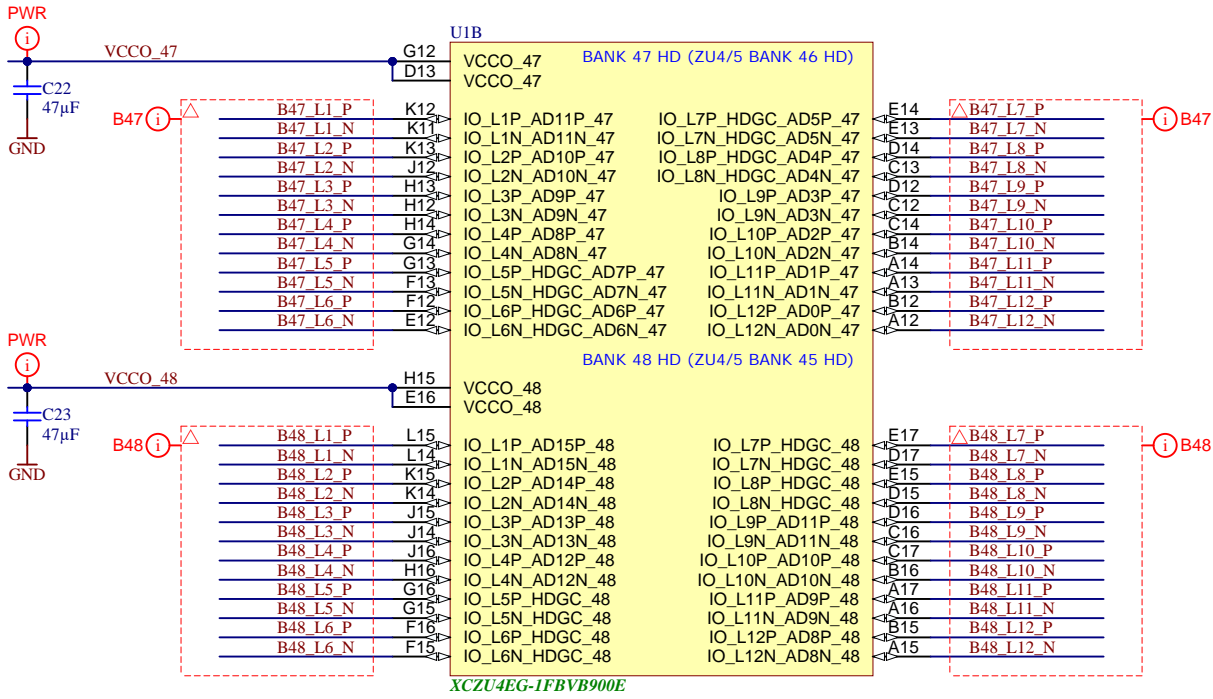 PWR
i
VCCO_47
C22
47µF
GND
U1B
BANK 47 HD (ZU4/5 BANK 46 HD)
G12 VCCO_47
D13 VCCO_47
B47 i
B47_L1_P K12 IO_L1P_AD11P_47 IO_L7P_HDGC_AD5P_47 E14 B47_L7_P
B47_L1_N K11 IO_L1N_AD11N_47 IO_L7N_HDGC_AD5N_47 E13 B47_L7_N
B47_L2_P K13 IO_L2P_AD10P_47 IO_L8P_HDGC_AD4P_47 D14 B47_L8_P
B47_L2_N J12 IO_L2N_AD10N_47 IO_L8N_HDGC_AD4N_47 C13 B47_L8_N
B47_L3_P H13 IO_L3P_AD9P_47 IO_L9P_AD3P_47 D12 B47_L9_P
B47_L3_N H12 IO_L3N_AD9N_47 IO_L9N_AD3N_47 C12 B47_L9_N
B47_L4_P H14 IO_L4P_AD8P_47 IO_L10P_AD2P_47 C14 B47_L10_P
B47_L4_N G14 IO_L4N_AD8N_47 IO_L10N_AD2N_47 B14 B47_L10_N
B47_L5_P G13 IO_L5P_HDGC_AD7P_47 IO_L11P_AD1P_47 A14 B47_L11_P
B47_L5_N F13 IO_L5N_HDGC_AD7N_47 IO_L11N_AD1N_47 A13 B47_L11_N
B47_L6_P F12 IO_L6P_HDGC_AD6P_47 IO_L12P_AD0P_47 B12 B47_L12_P
B47_L6_N E12 IO_L6N_HDGC_AD6N_47 IO_L12N_AD0N_47 A12 B47_L12_N
i B47
PWR
i
VCCO_48
C23
47µF
GND
BANK 48 HD (ZU4/5 BANK 45 HD)
H15 VCCO_48
E16 VCCO_48
B48 i
B48_L1_P L15 IO_L1P_AD15P_48 IO_L7P_HDGC_48 E17 B48_L7_P
B48_L1_N L14 IO_L1N_AD15N_48 IO_L7N_HDGC_48 D17 B48_L7_N
B48_L2_P K15 IO_L2P_AD14P_48 IO_L8P_HDGC_48 E15 B48_L8_P
B48_L2_N K14 IO_L2N_AD14N_48 IO_L8N_HDGC_48 D15 B48_L8_N
B48_L3_P J15 IO_L3P_AD13P_48 IO_L9P_AD11P_48 D16 B48_L9_P
B48_L3_N J14 IO_L3N_AD13N_48 IO_L9N_AD11N_48 C16 B48_L9_N
B48_L4_P J16 IO_L4P_AD12P_48 IO_L10P_AD10P_48 C17 B48_L10_P
B48_L4_N H16 IO_L4N_AD12N_48 IO_L10N_AD10N_48 B16 B48_L10_N
B48_L5_P G16 IO_L5P_HDGC_48 IO_L11P_AD9P_48 A17 B48_L11_P
B48_L5_N G15 IO_L5N_HDGC_48 IO_L11N_AD9N_48 A16 B48_L11_N
B48_L6_P F16 IO_L6P_HDGC_48 IO_L12P_AD8P_48 B15 B48_L12_P
B48_L6_N F15 IO_L6N_HDGC_48 IO_L12N_AD8N_48 A15 B48_L12_N
i B48
XCZU4EG-1FBVB900E